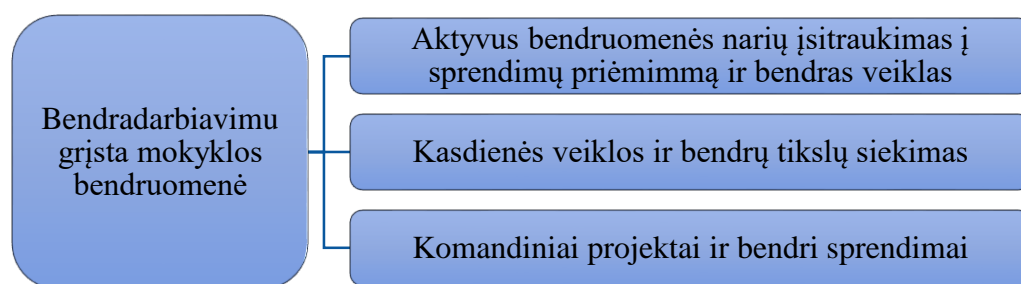 Bendradarbiavimu
grįsta mokyklos
bendruomenė
Aktyvus bendruomenės narių įsitraukimas į
sprendimų priėmimmą ir bendras veiklas
Kasdienės veiklos ir bendrų tikslų siekimas
Komandiniai projektai ir bendri sprendimai